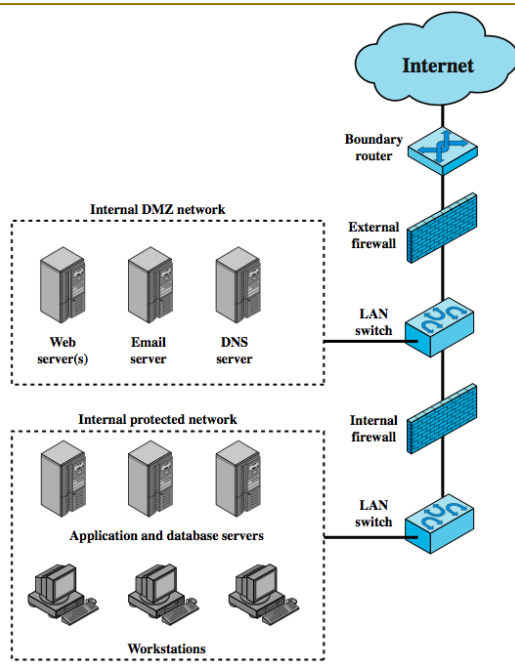 Internet
Boundary
router
Internal DMZ network
External
firewall
Web
server(s)
Email
server
DNS
server
LAN
switch
Internal protected network
Internal
firewall
Application and database servers
LAN
switch
Workstations